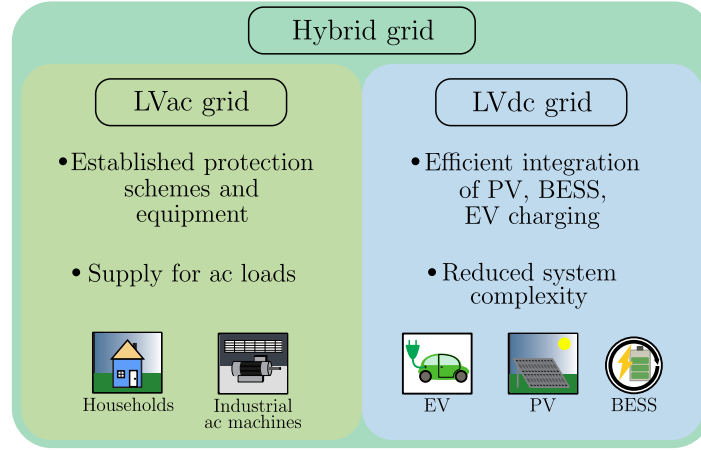 Hybrid grid
LVac grid
•Established protection
schemes and
equipment
• Supply for ac loads
Households
Industrial
ac machines
LVdc grid
•Efficient integration
of PV, BESS,
EV charging
• Reduced system
complexity
EV
PV
BESS